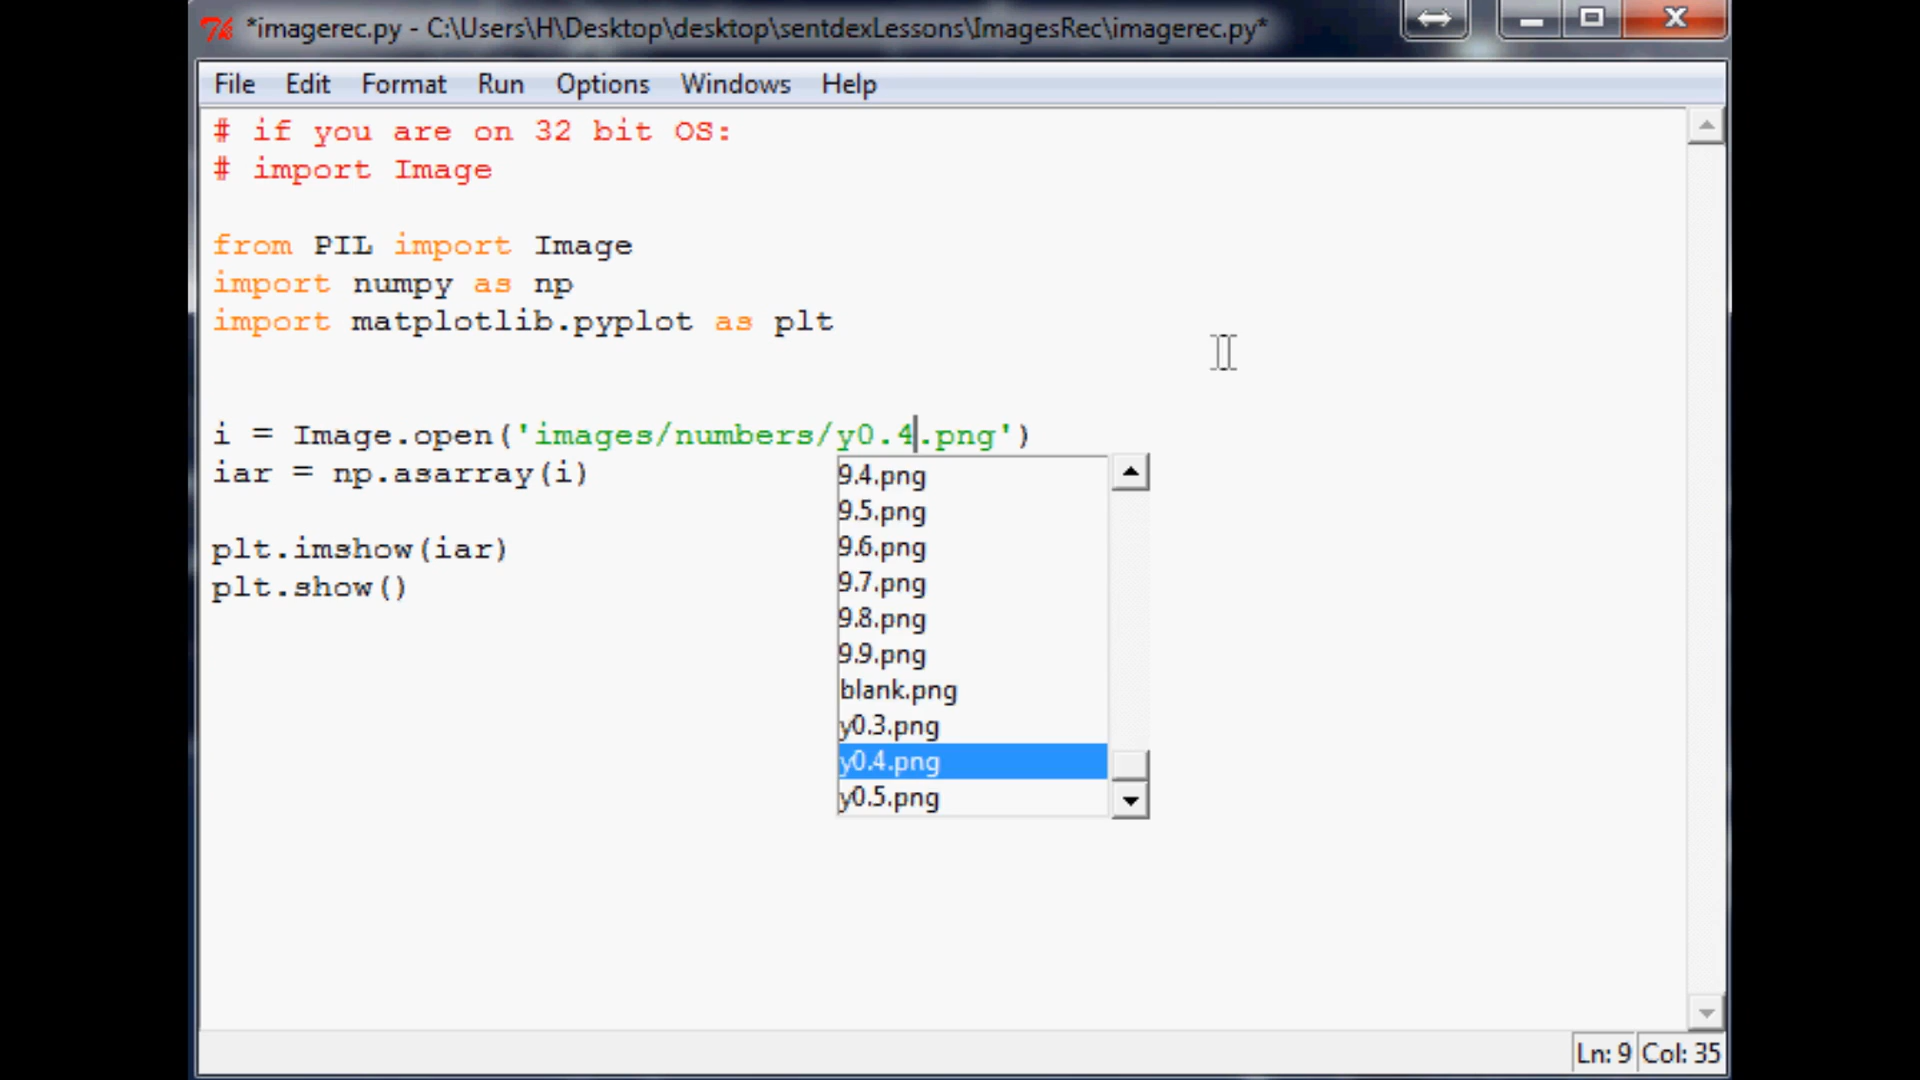 *imagerec.py - C:\Users\H\Desktop\desktop\sentdexLessons\ImagesRec\imagerec.py*
File Edit Format Run Options Windows Help
# if you are on 32 bit OS:
# import Image
from PIL import Image
import numpy as np
import matplotlib.pyplot as plt
i = Image.open('images/numbers/y0.4.png')
iar = np.asarray(i)
plt.imshow(iar)
plt.show()
9.4.png
9.5.png
9.6.png
9.7.png
9.8.png
9.9.png
blank.png
y0.3.png
y0.4.png
y0.5.png
Ln: 9 Col: 35